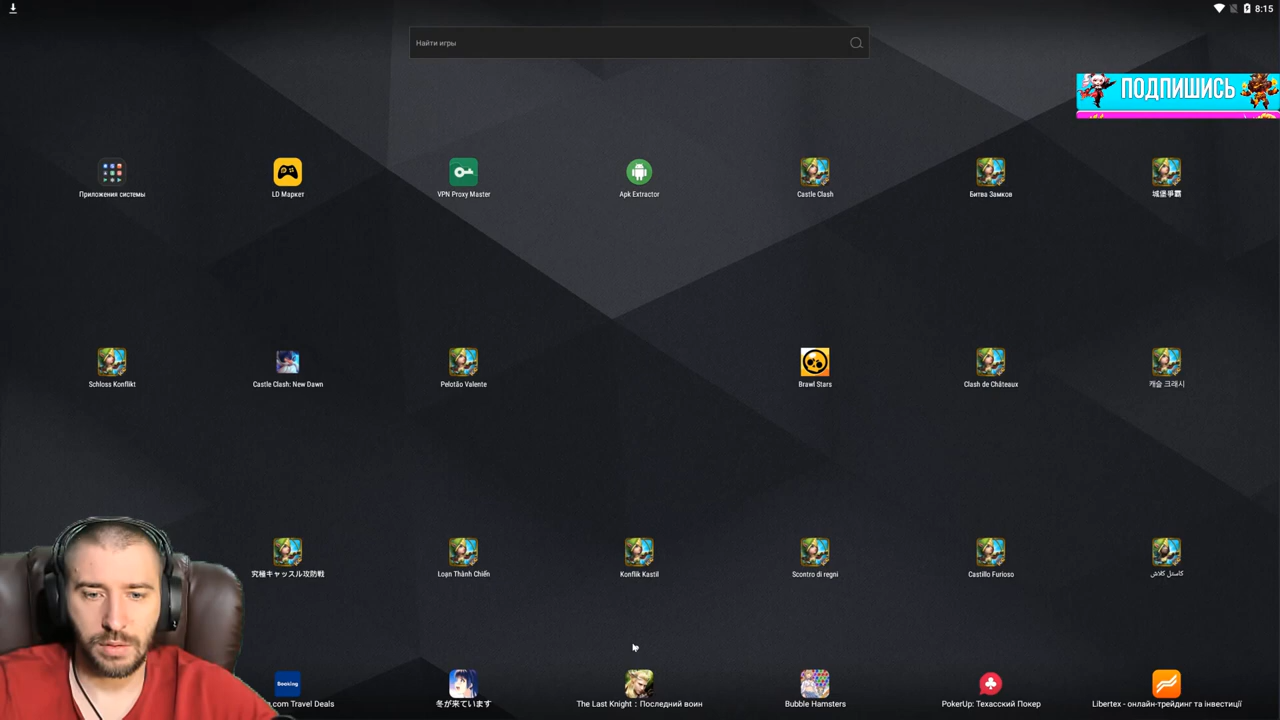 8:15
Найти игры
ПОДПИШИСЬ
Приложение системы
LD Маркет
VPN Proxy Master
Apk Extractor
Castle Clash
Битва Замков
城堡爭霸
Schloss Konflikt
Castle Clash: New Dawn
Pelotão Valente
Brawl Stars
Clash de Châteaux
캐슬 크래시
究極キャッスル攻防戦
Loạn Thành Chiến
Konflik Kastil
Scontro di regni
Castillo Furioso
كاستل كلاش
Booking
.com Travel Deals
冬が来ています
The Last Knight : Последний воин
Bubble Hamsters
PokerUp: Техасский Покер
Libertex - онлайн-трейдинг та інвестиції